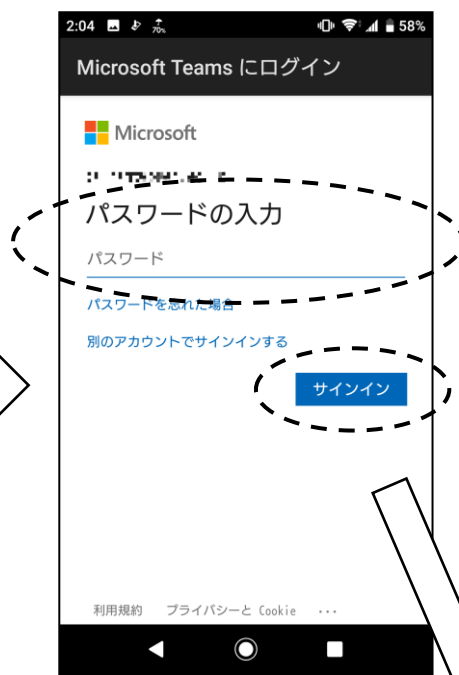 2:04 70% 58%
Microsoft Teams にログイン
Microsoft
パスワードの入力
パスワード
パスワードを忘れた場合
別のアカウントでサインインする
サインイン
利用規約 プライバシーと Cookie ...